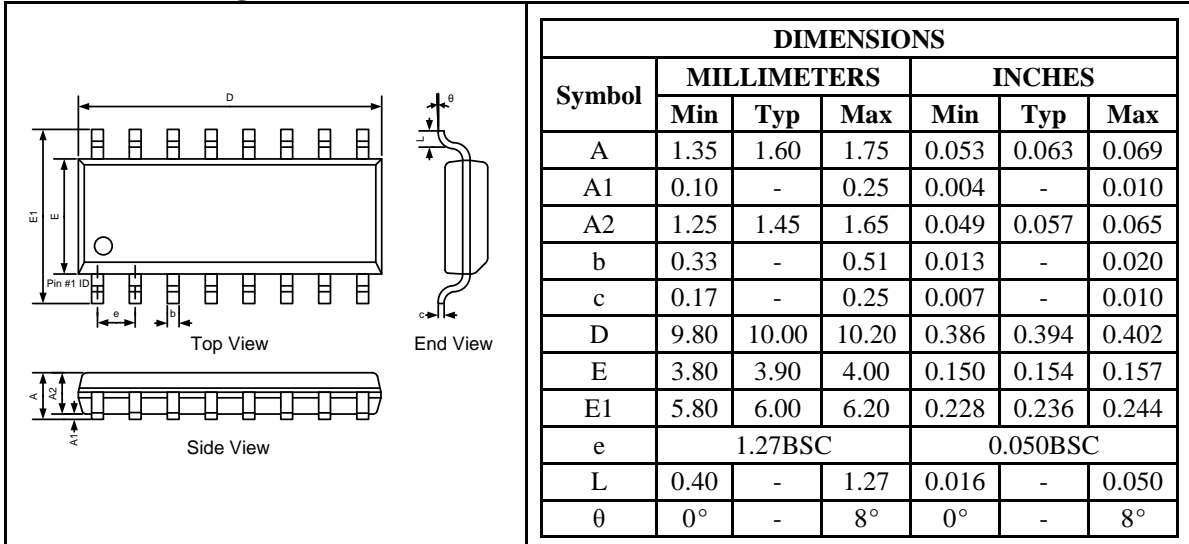 D
θ
L
E1
E
Pin #1 ID
e
b
c
Top View
End View
A
A2
A1
Side View
DIMENSIONS
Symbol MILLIMETERS INCHES
Min Typ Max Min Typ Max
A 1.35 1.60 1.75 0.053 0.063 0.069
A1 0.10 - 0.25 0.004 - 0.010
A2 1.25 1.45 1.65 0.049 0.057 0.065
b 0.33 - 0.51 0.013 - 0.020
c 0.17 - 0.25 0.007 - 0.010
D 9.80 10.00 10.20 0.386 0.394 0.402
E 3.80 3.90 4.00 0.150 0.154 0.157
E1 5.80 6.00 6.20 0.228 0.236 0.244
e 1.27BSC 0.050BSC
L 0.40 - 1.27 0.016 - 0.050
θ 0° - 8° 0° - 8°